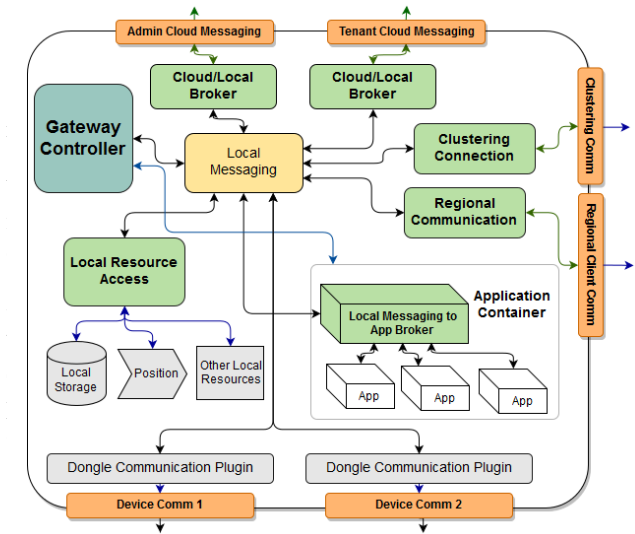 Admin Cloud Messaging
Tenant Cloud Messaging
Cloud/Local
Broker
Cloud/Local
Broker
Gateway
Controller
Local
Messaging
Clustering
Connection
Clustering Comm
Regional
Communication
Regional Client Comm
Local Resource
Access
Application
Container
Local Messaging to
App Broker
Local
Storage
Position
Other Local
Resources
App
App
App
Dongle Communication Plugin
Dongle Communication Plugin
Device Comm 1
Device Comm 2